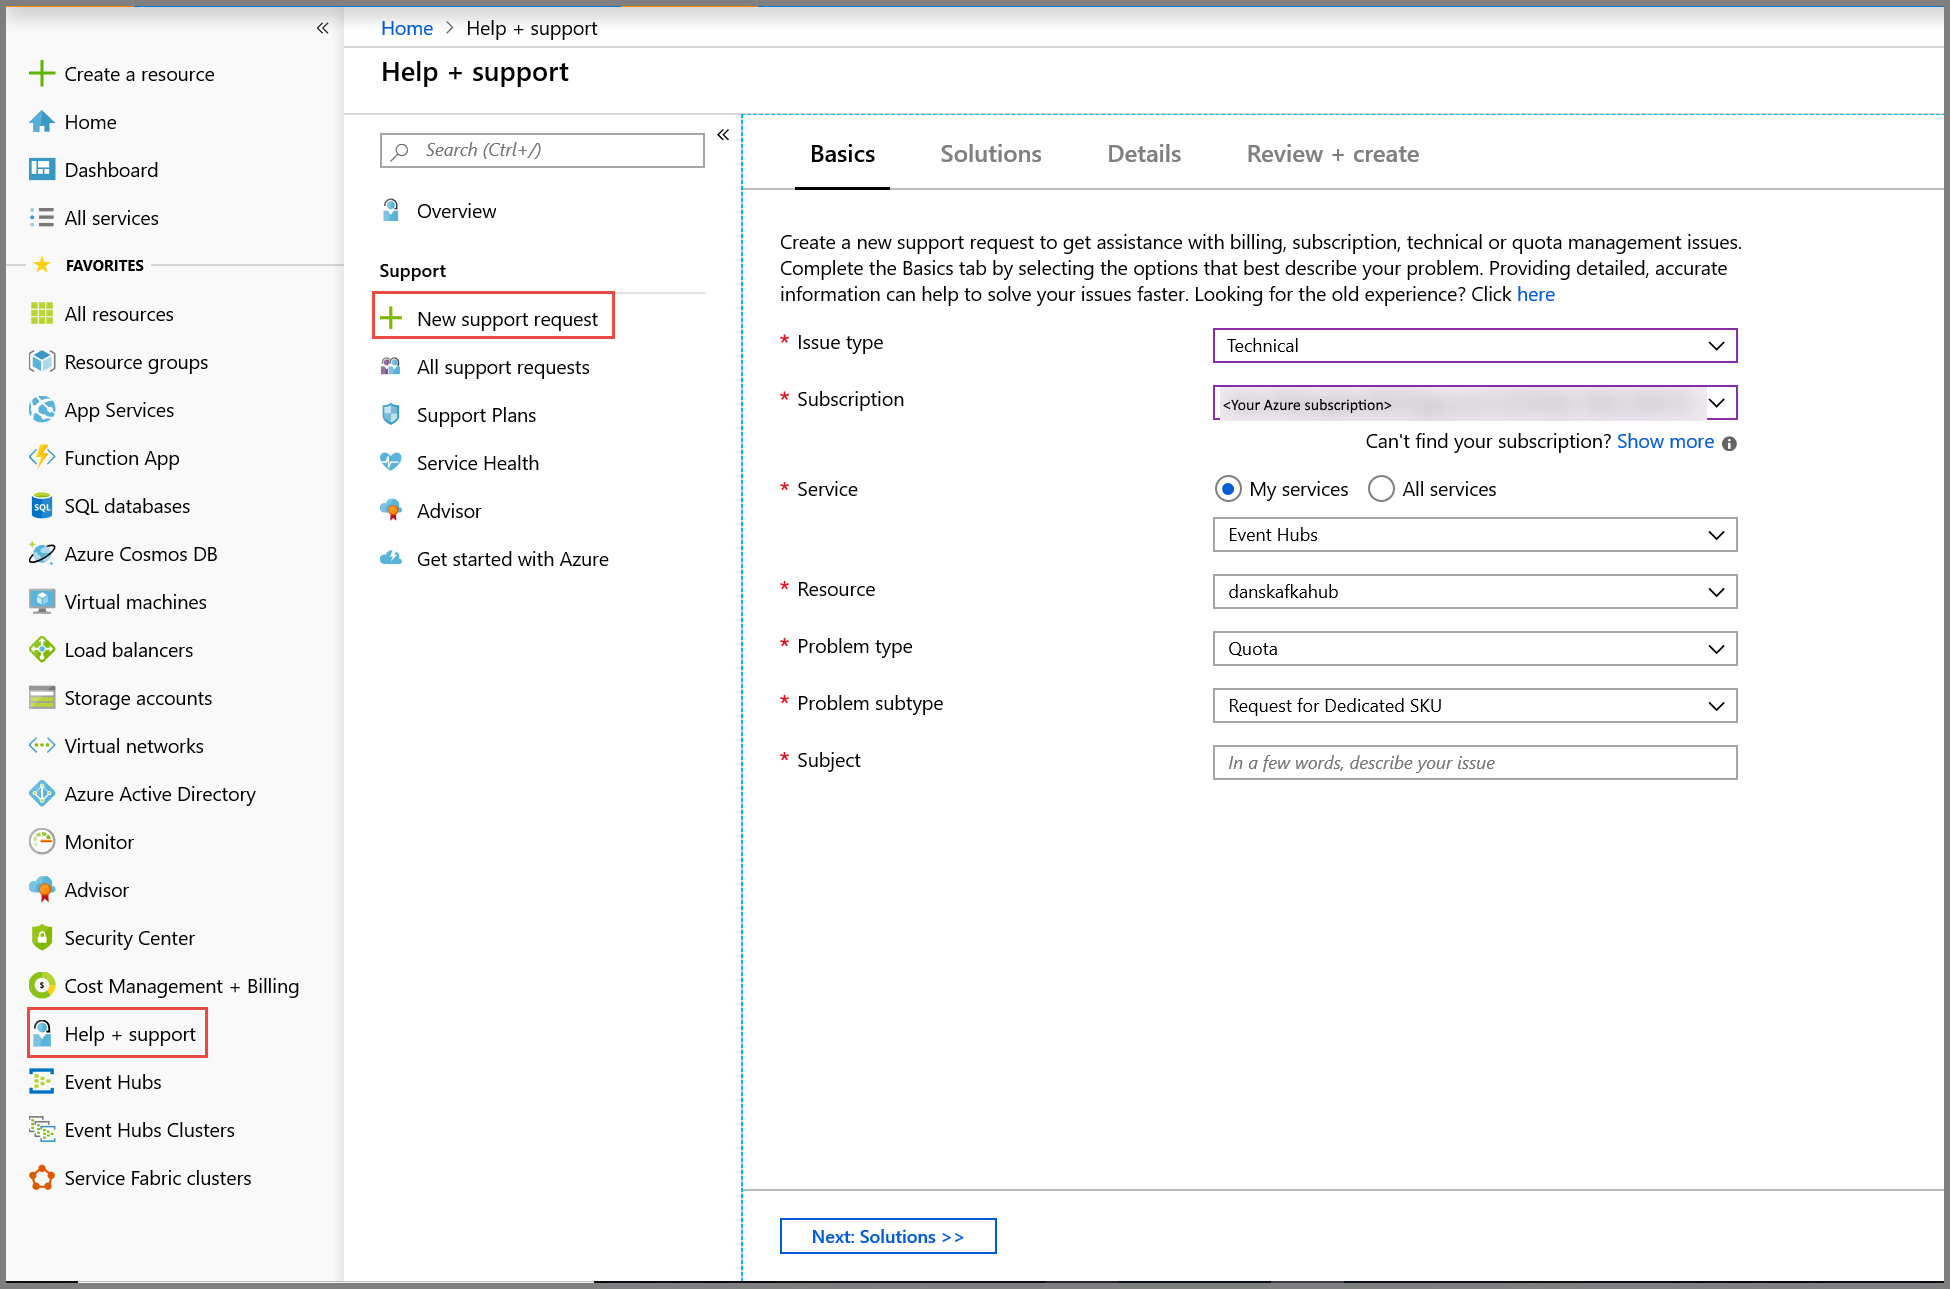 «
Create a resource
Home
Dashboard
All services
FAVORITES
All resources
Resource groups
App Services
Function App
SQL
SQL databases
Azure Cosmos DB
Virtual machines
Load balancers
Storage accounts
Virtual networks
Azure Active Directory
Monitor
Advisor
Security Center
Cost Management + Billing
Help + support
Event Hubs
Event Hubs Clusters
Service Fabric clusters
Home > Help + support
Help + support
Search (Ctrl+/)
«
Overview
Support
New support request
All support requests
Support Plans
Service Health
Advisor
Get started with Azure
Basics Solutions Details Review + create
Create a new support request to get assistance with billing, subscription, technical or quota management issues.
Complete the Basics tab by selecting the options that best describe your problem. Providing detailed, accurate
information can help to solve your issues faster. Looking for the old experience? Click here
* Issue type Technical
* Subscription <Your Azure subscription>
Can't find your subscription? Show more
* Service My services All services
Event Hubs
* Resource danskafkahub
* Problem type Quota
* Problem subtype Request for Dedicated SKU
* Subject In a few words, describe your issue
Next: Solutions >>